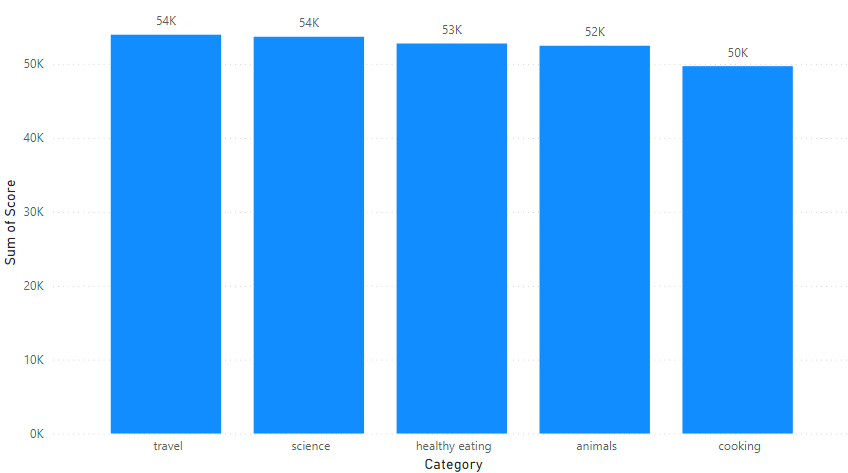 54K
54K
53K
52K
50K
50K
40K
30K
20K
10K
0K
Sum of Score
travel
science
healthy eating
animals
cooking
Category